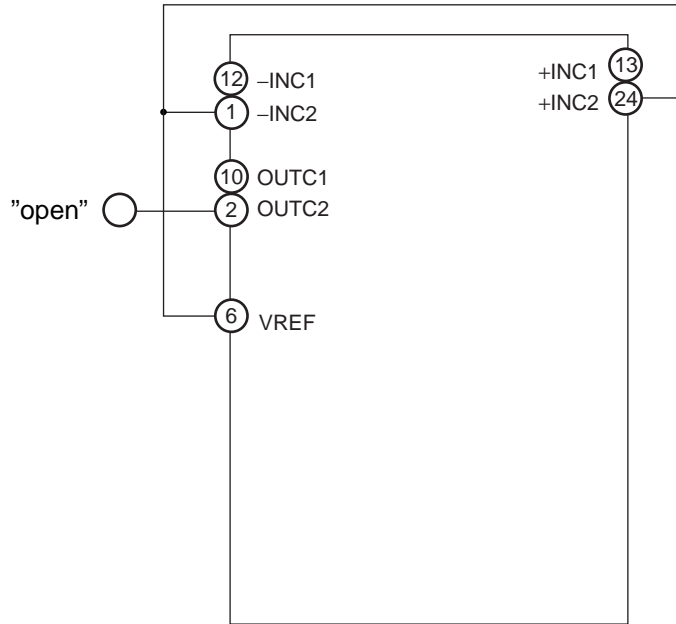 12 –INC1
13 +INC1
1 –INC2
24 +INC2
10 OUTC1
2 OUTC2
”open”
6 VREF